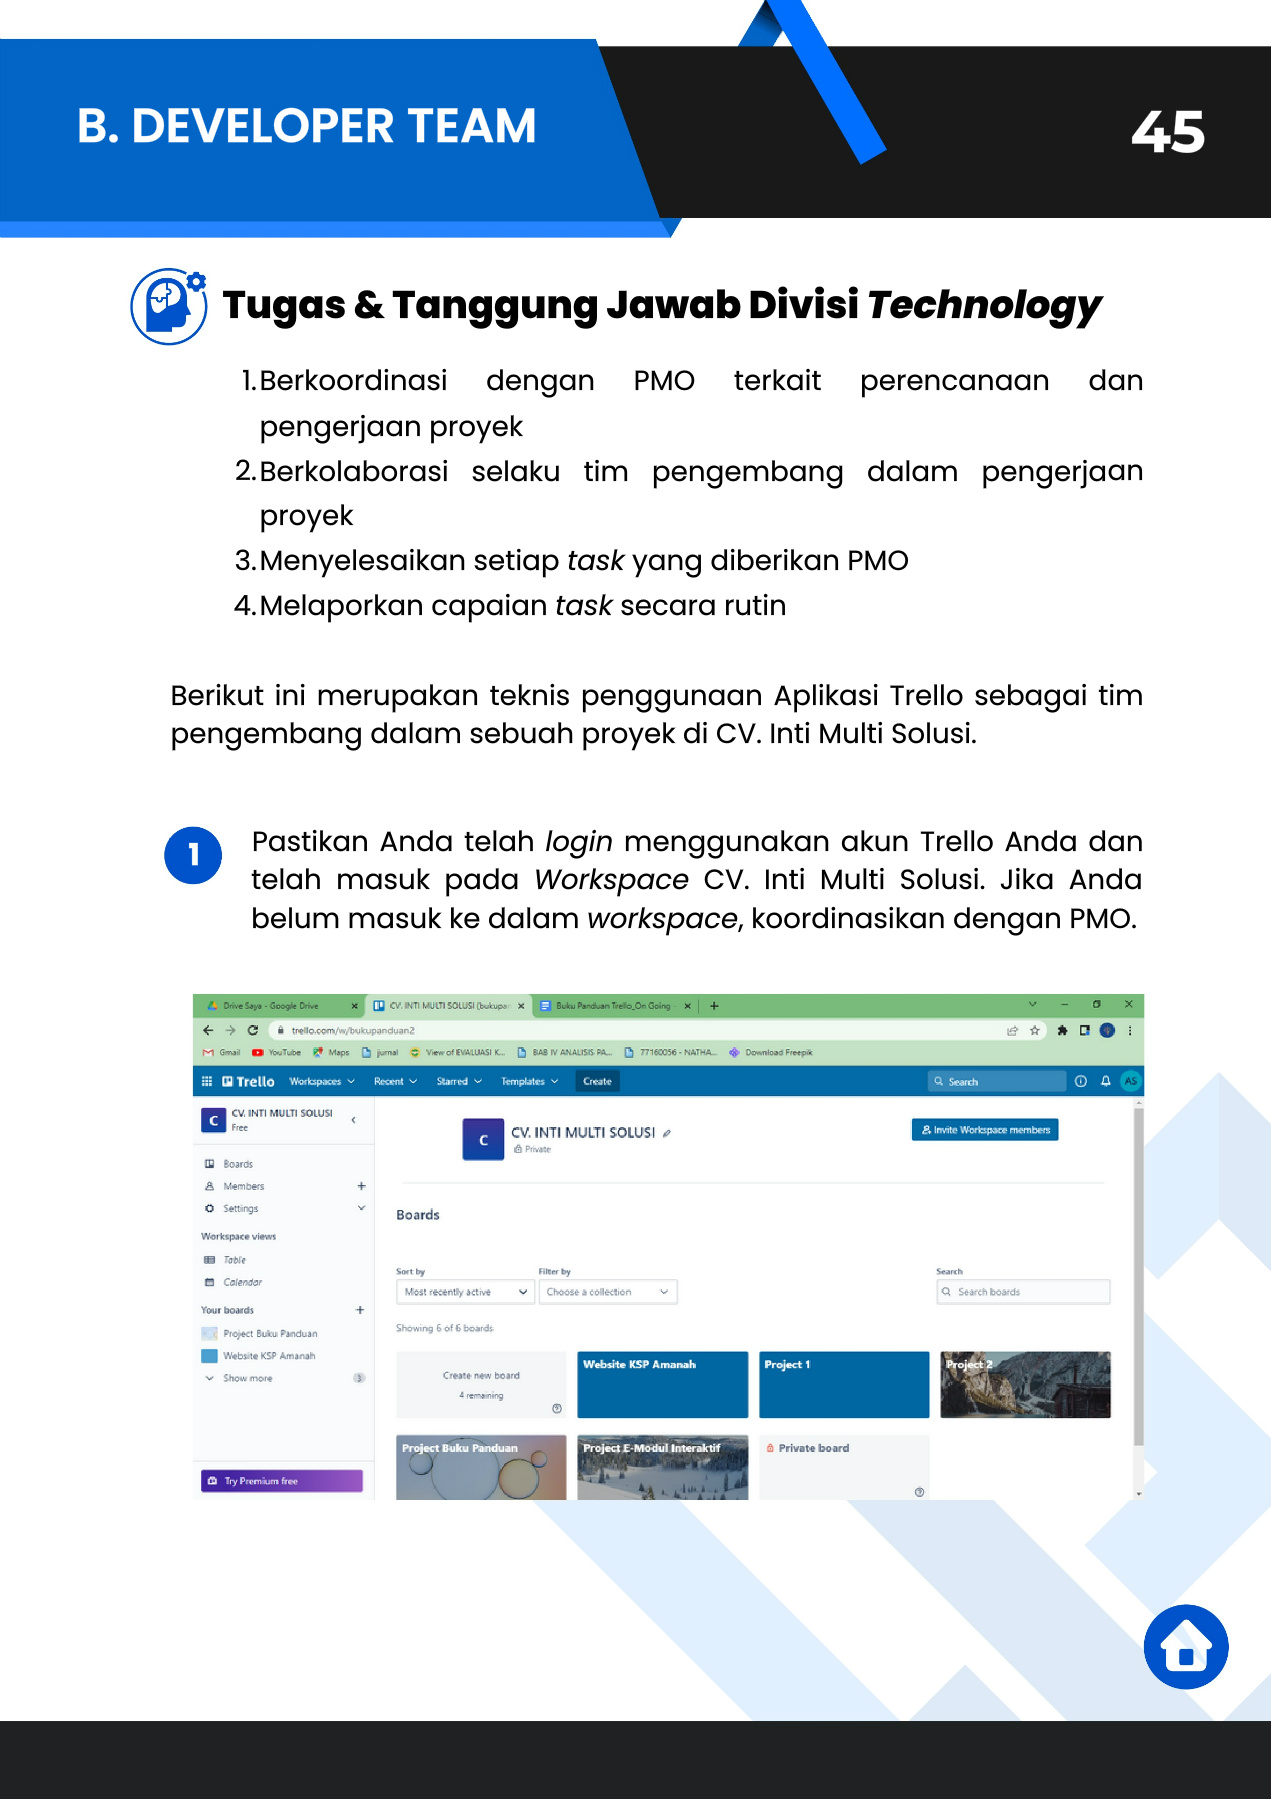 B. DEVELOPER TEAM
45
Tugas & Tanggung Jawab Divisi Technology
1. Berkoordinasi dengan PMO terkait perencanaan dan
pengerjaan proyek
2. Berkolaborasi selaku tim pengembang dalam pengerjaan
proyek
3. Menyelesaikan setiap task yang diberikan PMO
4. Melaporkan capaian task secara rutin
Berikut ini merupakan teknis penggunaan Aplikasi Trello sebagai tim
pengembang dalam sebuah proyek di CV. Inti Multi Solusi.
1
Pastikan Anda telah login menggunakan akun Trello Anda dan
telah masuk pada Workspace CV. Inti Multi Solusi. Jika Anda
belum masuk ke dalam workspace, koordinasikan dengan PMO.
Drive Saya - Google Drive
CV. INTI MULTI SOLUSI (bukupan
Buku Panduan Trello_On Going -
trello.com/w/bukupanduan2
Gmail YouTube Maps jurnal View of EVALUASI K... BAB IV ANALISIS PA... 77160056 - NATHA... Download Freepik
Trello Workspaces Recent Starred Templates Create Search AS
C CV. INTI MULTI SOLUSI
Free
Boards
Members
Settings
Workspace views
Table
Calendar
Your boards
Project Buku Panduan
Website KSP Amanah
Show more 3
Try Premium free
C CV. INTI MULTI SOLUSI
Private
Invite Workspace members
Boards
Sort by Filter by Search
Most recently active Choose a collection Search boards
Showing 6 of 6 boards
Create new board
4 remaining
Website KSP Amanah
Project 1
Project 2
Project Buku Panduan
Project E-Modul Interaktif
Private board